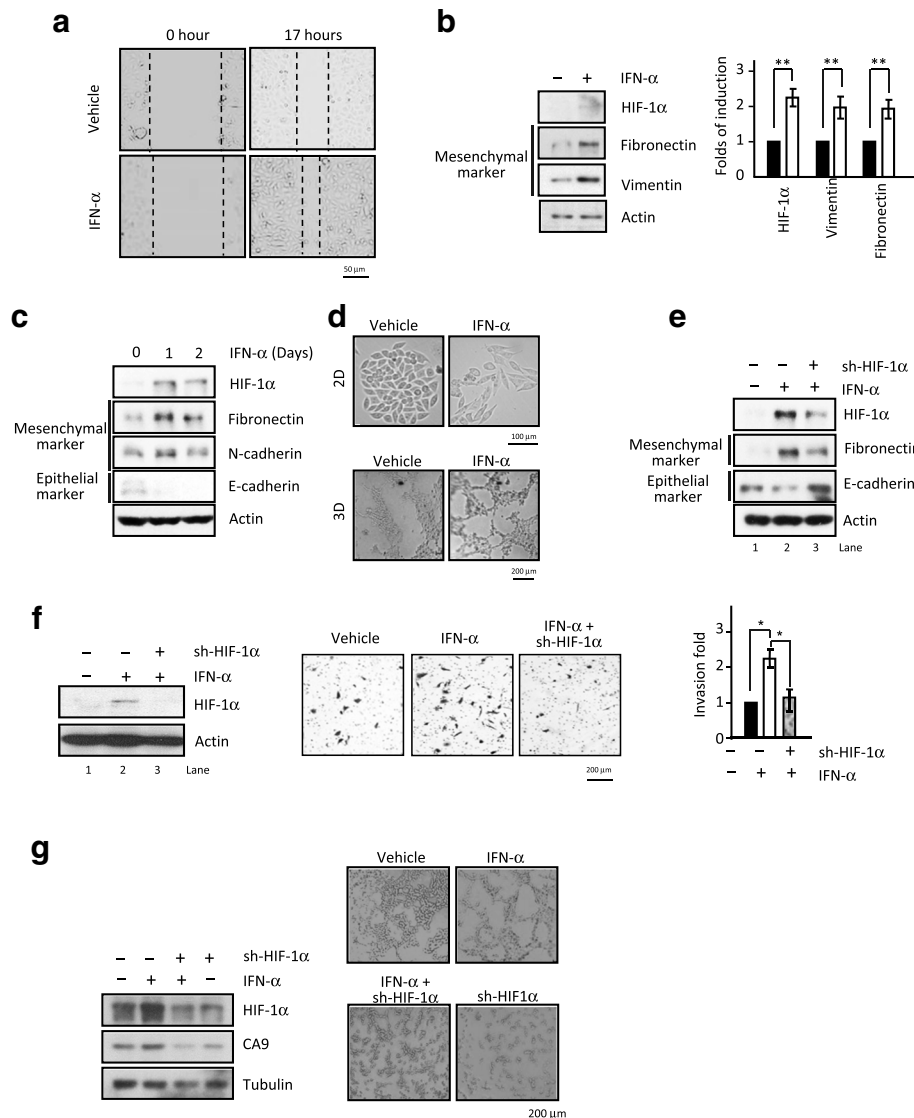 a
0 hour 17 hours
Vehicle
IFN-α
50 μm
b
– + IFN-α
HIF-1α
Mesenchymal marker
Fibronectin
Vimentin
Actin
Folds of induction
3
2
1
0
** ** **
HIF-1α
Vimentin
Fibronectin
c
0 1 2 IFN-α (Days)
HIF-1α
Mesenchymal marker
Fibronectin
N-cadherin
Epithelial marker
E-cadherin
Actin
d
Vehicle IFN-α
2D
100 μm
Vehicle IFN-α
3D
200 μm
e
– – + sh-HIF-1α
– + + IFN-α
HIF-1α
Mesenchymal marker
Fibronectin
Epithelial marker
E-cadherin
Actin
1 2 3 Lane
f
– – + sh-HIF-1α
– + + IFN-α
HIF-1α
Actin
1 2 3 Lane
Vehicle IFN-α IFN-α + sh-HIF-1α
200 μm
Invasion fold
3
2
1
0
* *
– – + sh-HIF-1α
– + + IFN-α
g
– – + + sh-HIF-1α
– + + – IFN-α
HIF-1α
CA9
Tubulin
Vehicle IFN-α
IFN-α + sh-HIF-1α
sh-HIF1α
200 μm